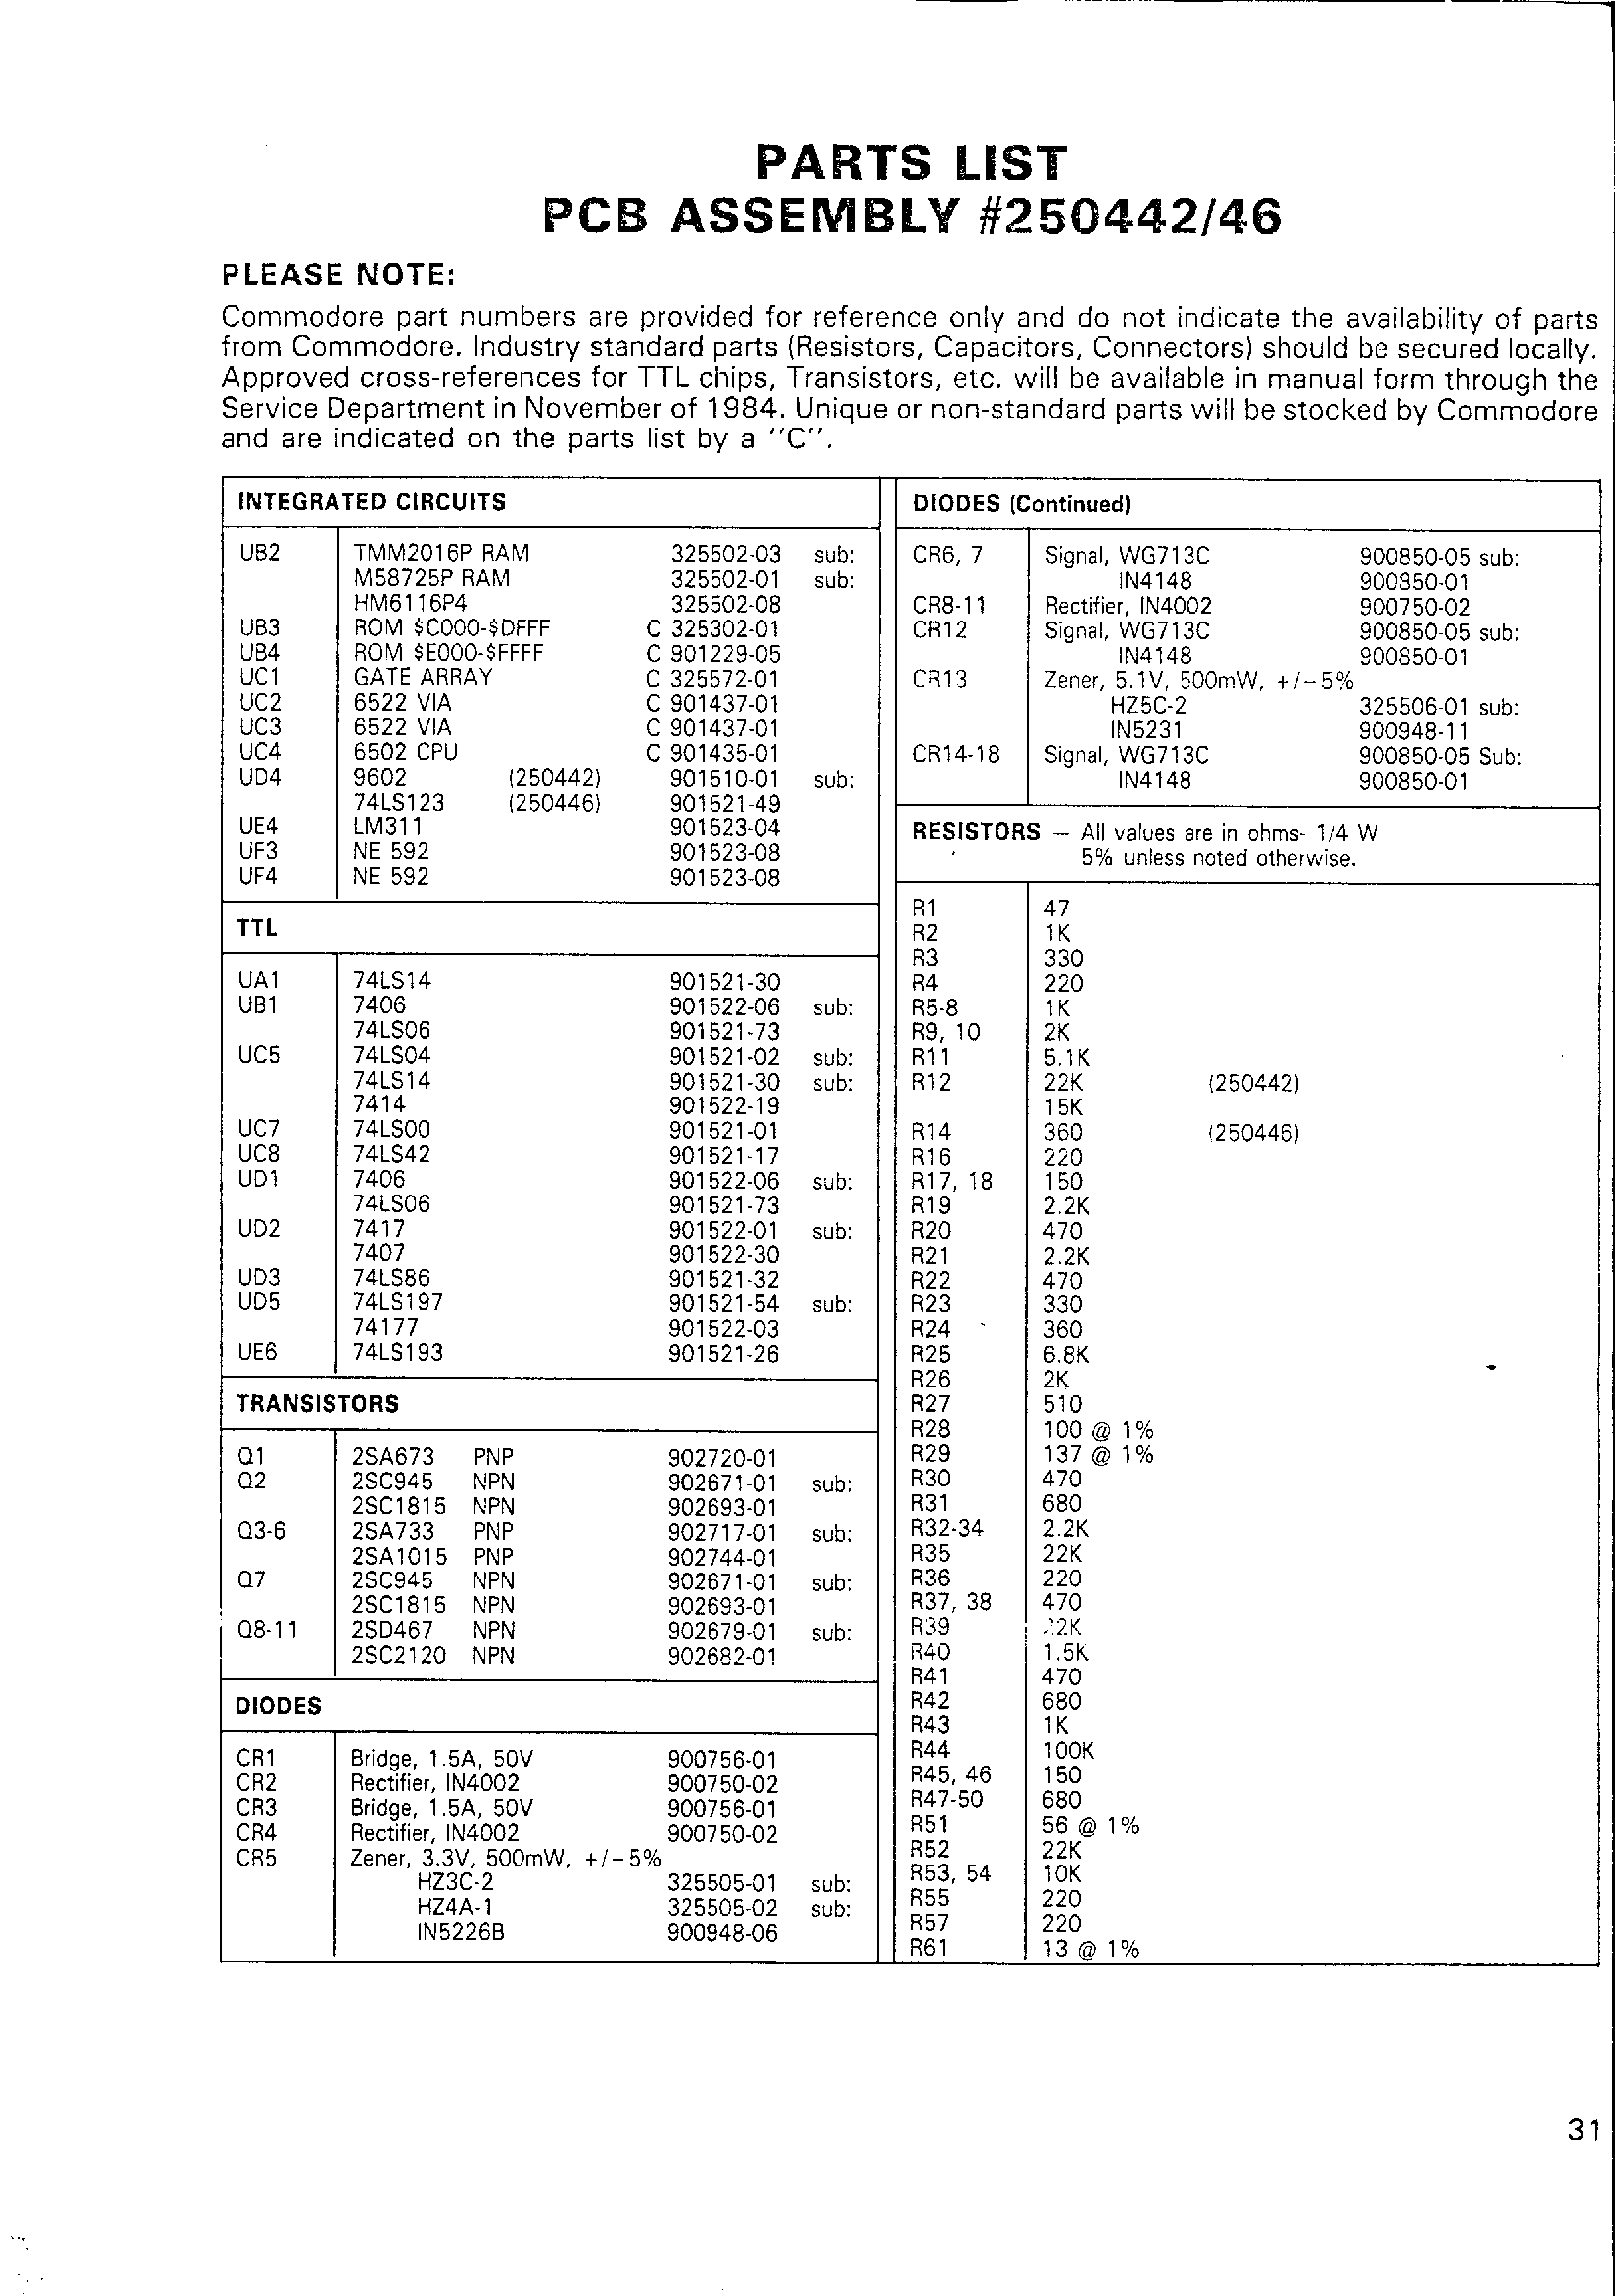 PARTS LIST
PCB ASSEMBLY #250442/46
PLEASE NOTE:
Commodore part numbers are provided for reference only and do not indicate the availability of parts
from Commodore. Industry standard parts (Resistors, Capacitors, Connectors) should be secured locally.
Approved cross-references for TTL chips, Transistors, etc. will be available in manual form through the
Service Department in November of 1984. Unique or non-standard parts will be stocked by Commodore
and are indicated on the parts list by a "C".
INTEGRATED CIRCUITS
UB2 TMM2016P RAM 325502-03 sub:
M58725P RAM 325502-01 sub:
HM6116P4 325502-08
UB3 ROM $C000-$DFFF C 325302-01
UB4 ROM $E000-$FFFF C 901229-05
UC1 GATE ARRAY C 325572-01
UC2 6522 VIA C 901437-01
UC3 6522 VIA C 901437-01
UC4 6502 CPU C 901435-01
UD4 9602 (250442) 901510-01 sub:
74LS123 (250446) 901521-49
UE4 LM311 901523-04
UF3 NE 592 901523-08
UF4 NE 592 901523-08
TTL
UA1 74LS14 901521-30
UB1 7406 901522-06 sub:
74LS06 901521-73
UC5 74LS04 901521-02 sub:
74LS14 901521-30 sub:
7414 901522-19
UC7 74LS00 901521-01
UC8 74LS42 901521-17
UD1 7406 901522-06 sub:
74LS06 901521-73
UD2 7417 901522-01 sub:
7407 901522-30
UD3 74LS86 901521-32
UD5 74LS197 901521-54 sub:
74177 901522-03
UE6 74LS193 901521-26
TRANSISTORS
Q1 2SA673 PNP 902720-01
Q2 2SC945 NPN 902671-01 sub:
2SC1815 NPN 902693-01
Q3-6 2SA733 PNP 902717-01 sub:
2SA1015 PNP 902744-01
Q7 2SC945 NPN 902671-01 sub:
2SC1815 NPN 902693-01
Q8-11 2SD467 NPN 902679-01 sub:
2SC2120 NPN 902682-01
DIODES
CR1 Bridge, 1.5A, 50V 900756-01
CR2 Rectifier, IN4002 900750-02
CR3 Bridge, 1.5A, 50V 900756-01
CR4 Rectifier, IN4002 900750-02
CR5 Zener, 3.3V, 500mW, +/-5%
HZ3C-2 325505-01 sub:
HZ4A-1 325505-02 sub:
IN5226B 900948-06
DIODES (Continued)
CR6, 7 Signal, WG713C 900850-05 sub:
IN4148 900850-01
CR8-11 Rectifier, IN4002 900750-02
CR12 Signal, WG713C 900850-05 sub:
IN4148 900850-01
CR13 Zener, 5.1V, 500mW, +/-5%
HZ5C-2 325506-01 sub:
IN5231 900948-11
CR14-18 Signal, WG713C 900850-05 Sub:
IN4148 900850-01
RESISTORS — All values are in ohms- 1/4 W
5% unless noted otherwise.
R1 47
R2 1K
R3 330
R4 220
R5-8 1K
R9, 10 2K
R11 5.1K
R12 22K (250442)
15K
R14 360 (250446)
R16 220
R17, 18 150
R19 2.2K
R20 470
R21 2.2K
R22 470
R23 330
R24 360
R25 6.8K
R26 2K
R27 510
R28 100 @ 1%
R29 137 @ 1%
R30 470
R31 680
R32-34 2.2K
R35 22K
R36 220
R37, 38 470
R39
R40 1.5K
R41 470
R42 680
R43 1K
R44 100K
R45, 46 150
R47-50 680
R51 56 @ 1%
R52 22K
R53, 54 10K
R55 220
R57 220
R61 13 @ 1%
31